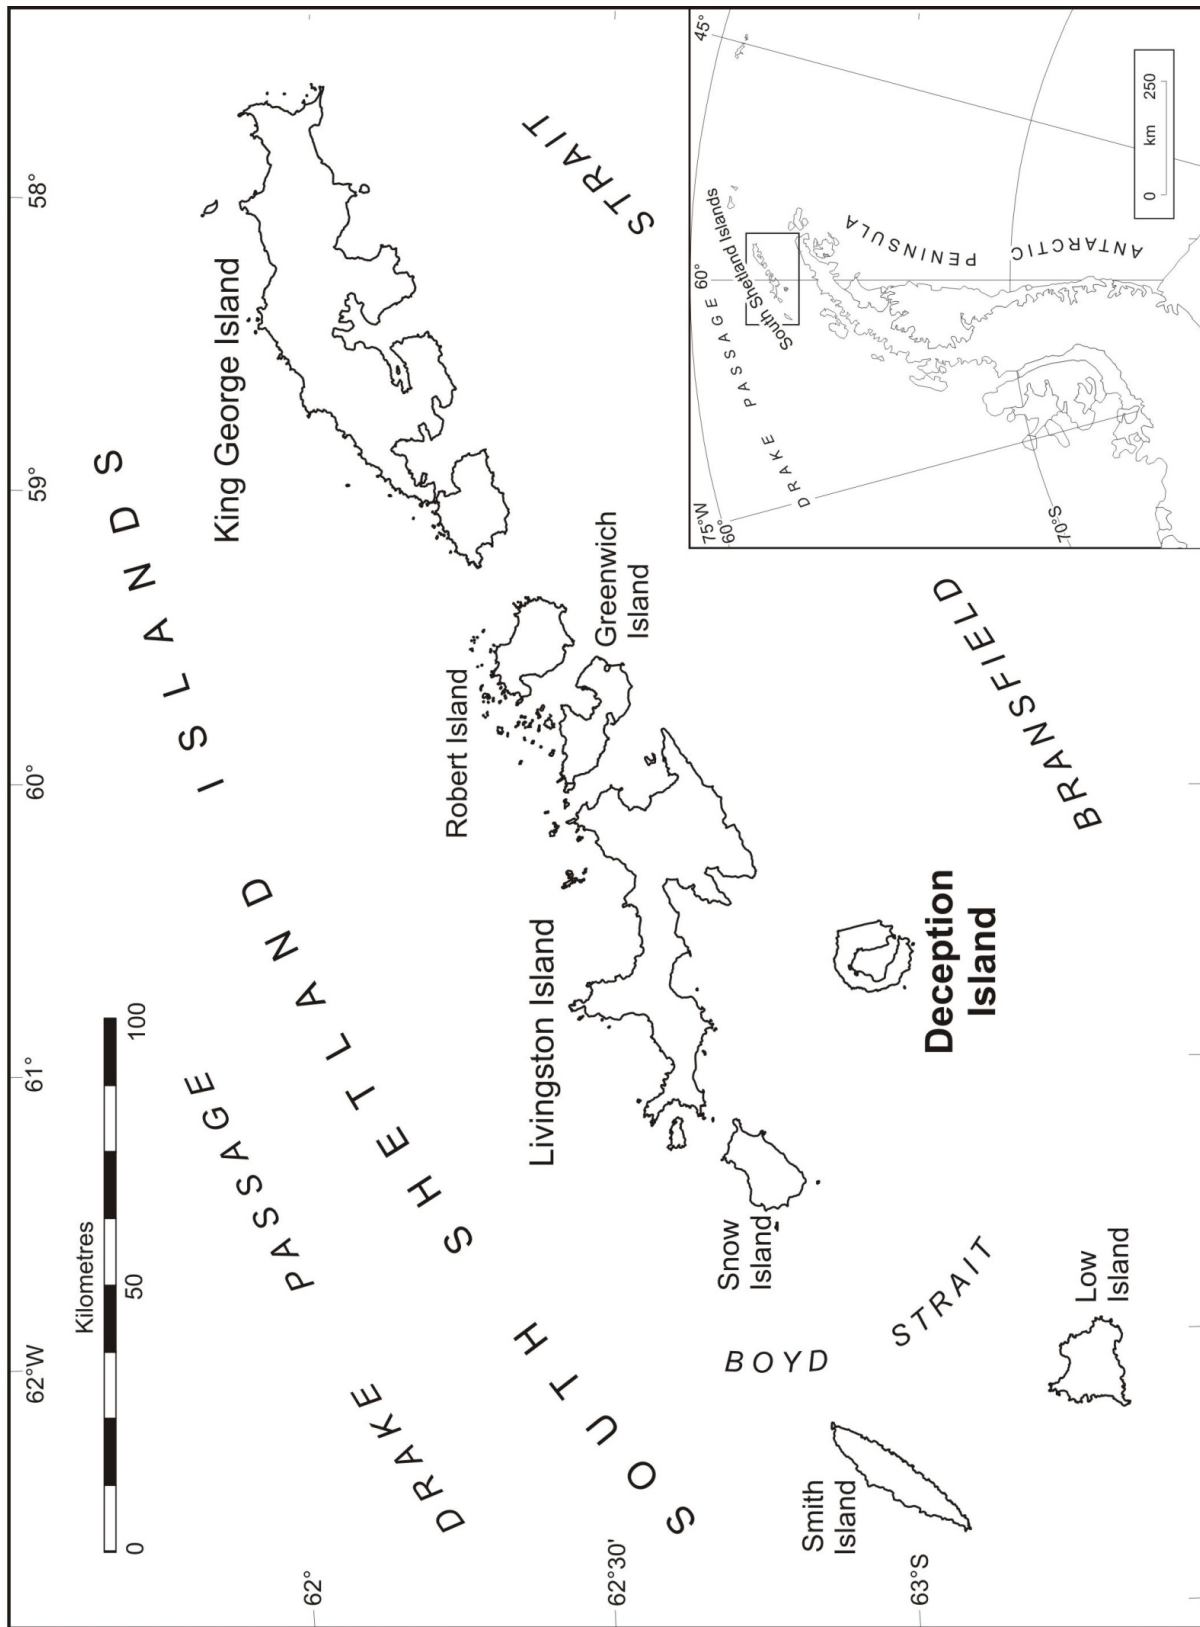 62°W
61°
60°
59°
58°
62°
62°30'
63°S
Kilometres
0
50
100
DRAKE PASSAGE
SOUTH SHETLAND ISLANDS
King George Island
Robert Island
Greenwich
Island
Livingston Island
Snow
Island
Smith
Island
Low
Island
Deception
Island
BOYD
STRAIT
BRANSFIELD STRAIT
75°W
60°
60°
45°
70°S
DRAKE PASSAGE
South Shetland Islands
ANTARCTIC PENINSULA
0
km
250